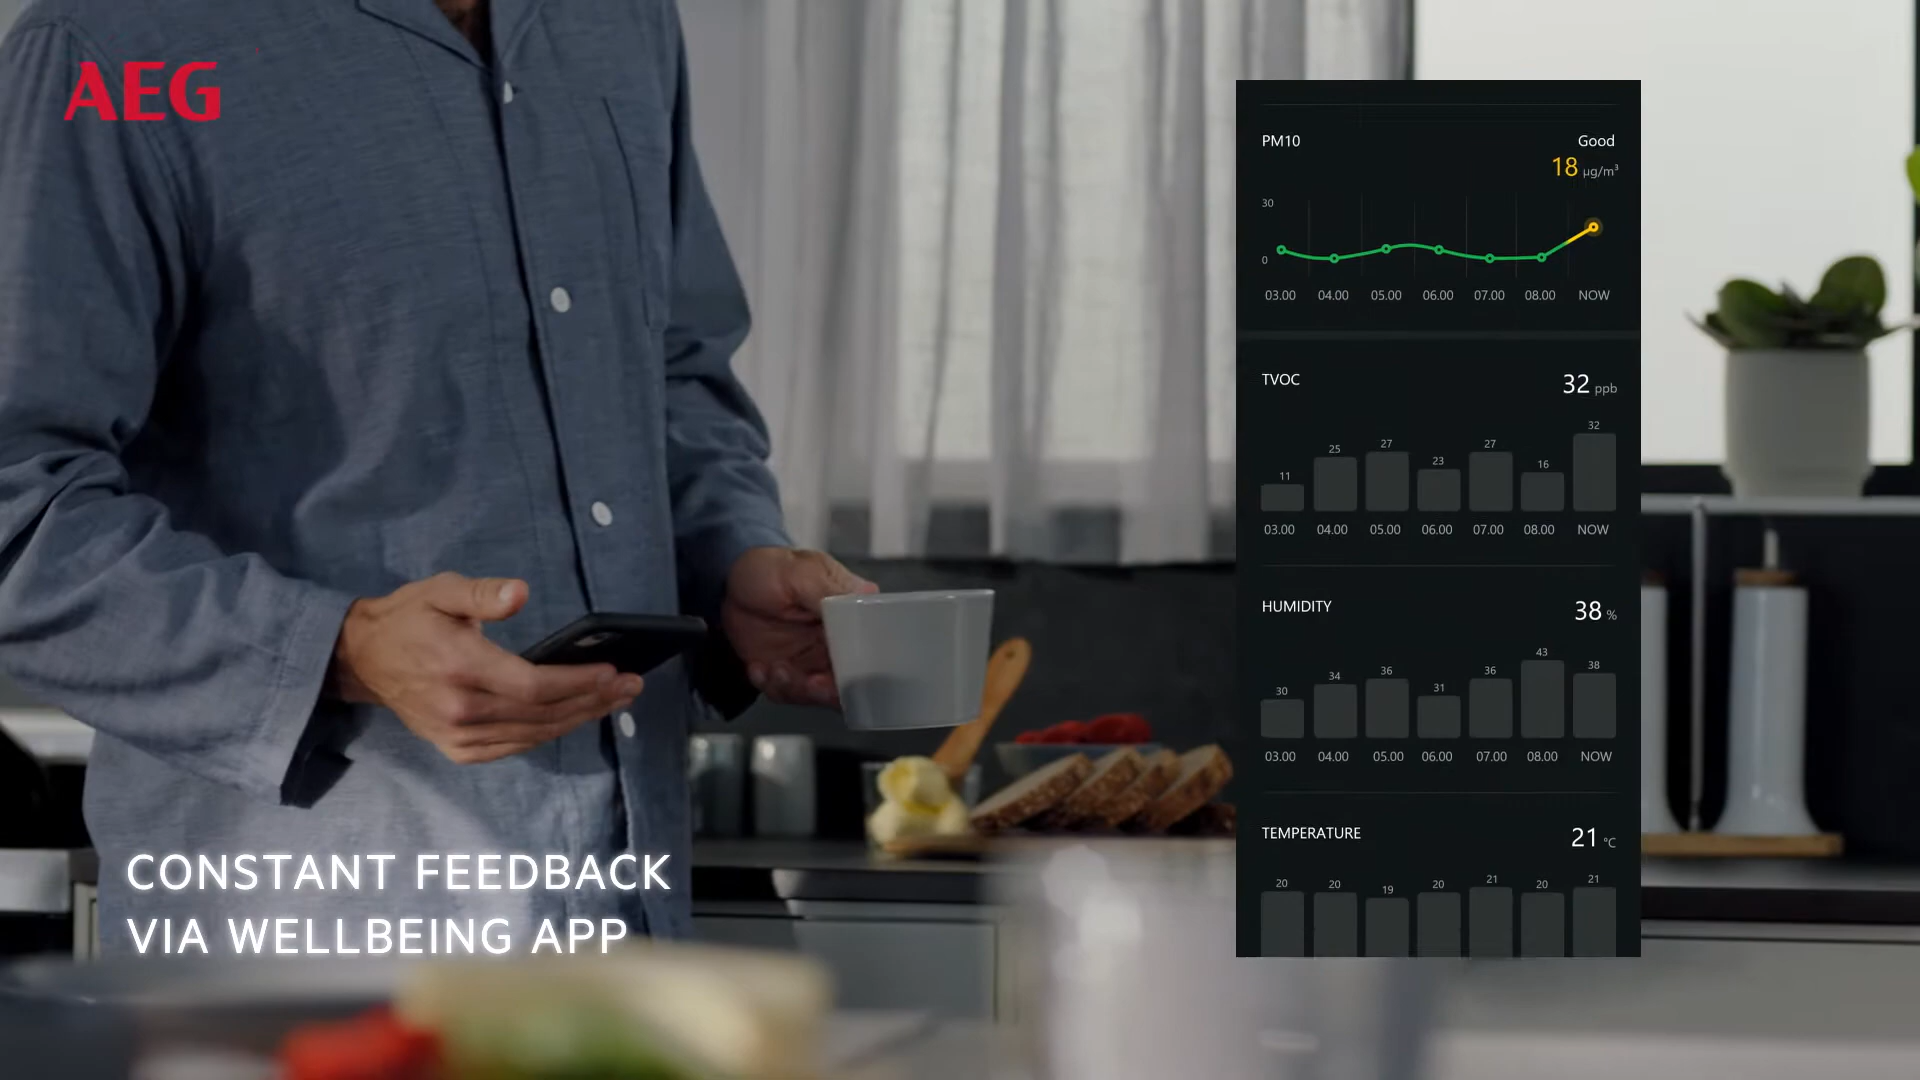 AEG
CONSTANT FEEDBACK
VIA WELLBEING APP
PM10 Good
18 µg/m³
30
0
03.00 04.00 05.00 06.00 07.00 08.00 NOW
TVOC 32 ppb
11 25 27 23 27 16 32
03.00 04.00 05.00 06.00 07.00 08.00 NOW
HUMIDITY 38 %
30 34 36 31 36 43 38
03.00 04.00 05.00 06.00 07.00 08.00 NOW
TEMPERATURE 21 °C
20 20 19 20 21 20 21